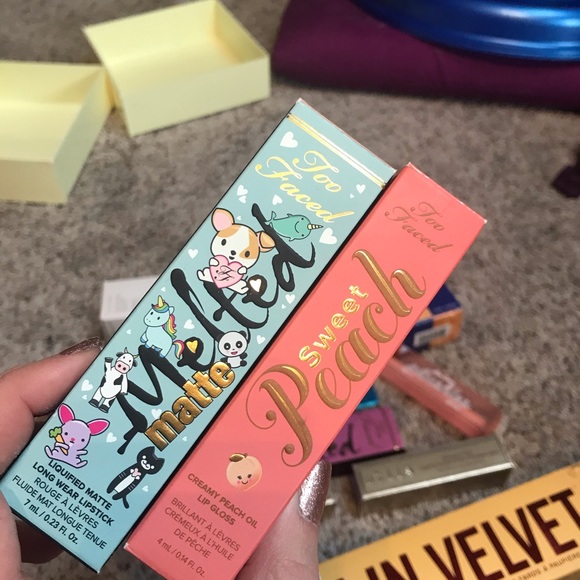 Too
Faced
Melted
matte
LIQUIFIED MATTE
LONG WEAR LIPSTICK
ROUGE À LÈVRES
FLUIDE MAT LONGUE TENUE
7 mL/0.23 fl. Oz.
Too
Faced
Sweet
Peach
CREAMY PEACH OIL
LIP GLOSS
BRILLANT À LÈVRES
CRÉMEUX À L'HUILE
DE PÊCHE
4 mL/0.14 fl. Oz.
IN VELVET